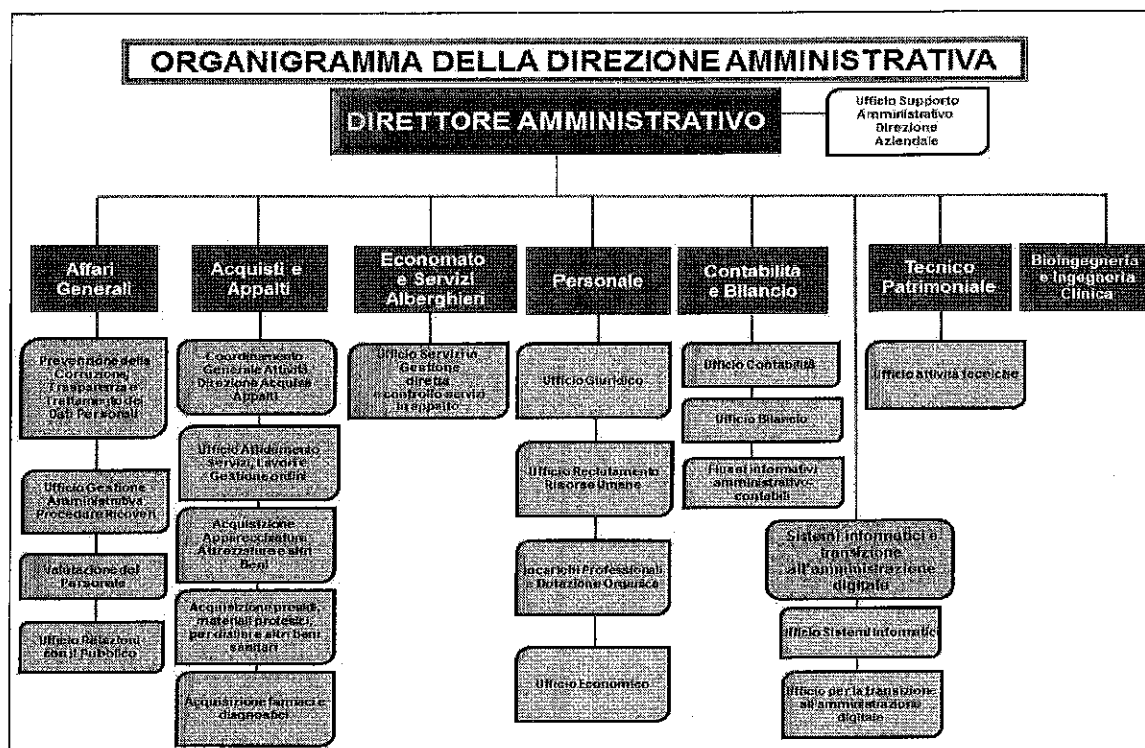 ORGANIGRAMMA DELLA DIREZIONE AMMINISTRATIVA
DIRETTORE AMMINISTRATIVO
Ufficio Supporto
Amministrativo
Direzione
Aziendale
Affari
Generali
Prevenzione della
Corruzione,
Trasparenza e
Trattamento dei
Dati Personali
Ufficio Gestione
Amministrativa
Procedure Ricoveri
Valutazione del
Personale
Ufficio Relazioni
con il Pubblico
Acquisti e
Appalti
Coordinamento
Generale Attività
Direzione Acquisti e
Appalti
Ufficio Affidamento
servizi, Lavori e
Gestione ordini
Acquisizione
Apparecchiature,
Attrezzature e altri
Beni
Acquisizione presidi,
materiali protesici,
per dialisi e altri beni
sanitari
Acquisizione farmaci e
diagnostici
Economato
e Servizi
Alberghieri
Ufficio Servizi in
Gestione
diretta
e controllo servizi
in appalto
Personale
Ufficio Giuridico
Ufficio Reclutamento
Risorse Umane
Incarichi Professionali
e Dotazione Organica
Ufficio Economico
Contabilità
e Bilancio
Ufficio Contabilità
Ufficio Bilancio
Flussi informativi
amministrativo-
contabili
Sistemi informatici e
transizione
all'amministrazione
digitale
Ufficio Sistemi Informatici
Ufficio per la transizione
all'amministrazione
digitale
Tecnico
Patrimoniale
Ufficio Attività tecniche
Bioingegneria
e Ingegneria
Clinica